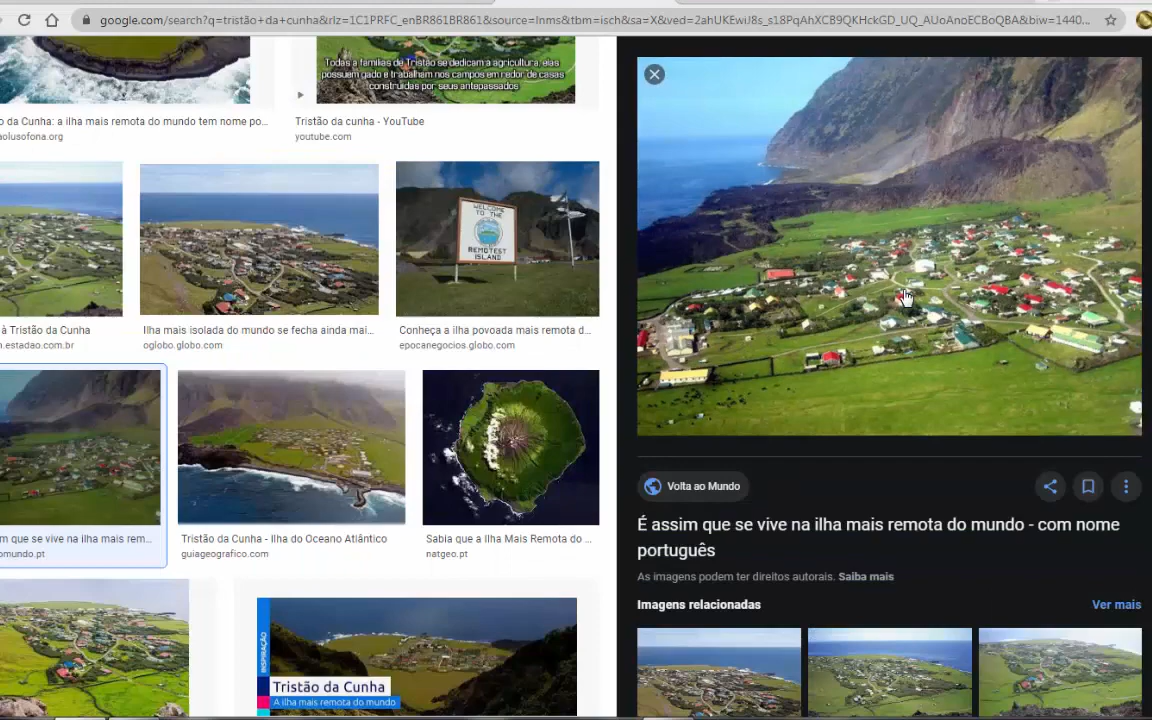 google.com/search?q=tristão+da+cunha&rlz=1C1PRFC_enBR861BR861&source=lnms&tbm=isch&sa=X&ved=2ahUKEwiJ8s_s18PqAhXCB9QKHckGD_UQ_AUoAnoECBoQBA&biw=1440...
Todas a famílias de Tristão se dedicam a agricultura, elas
possuem gado e trabalham nos campos em redor de casas
construídas por seus antepassados
o da Cunha: a ilha mais remota do mundo tem nome po...
aolusofona.org
Tristão da cunha - YouTube
youtube.com
WELCOME
TO THE
REMOTEST
ISLAND
à Tristão da Cunha
n.estadao.com.br
Ilha mais isolada do mundo se fecha ainda mai...
oglobo.globo.com
Conheça a ilha povoada mais remota d...
epocanegocios.globo.com
m que se vive na ilha mais rem...
omundo.pt
Tristão da Cunha - Ilha do Oceano Atlântico
guiageografico.com
Sabia que a Ilha Mais Remota do ...
natgeo.pt
INSPIRAÇÃO
Tristão da Cunha
A ilha mais remota do mundo
Volta ao Mundo
É assim que se vive na ilha mais remota do mundo - com nome
português
As imagens podem ter direitos autorais. Saiba mais
Imagens relacionadas
Ver mais